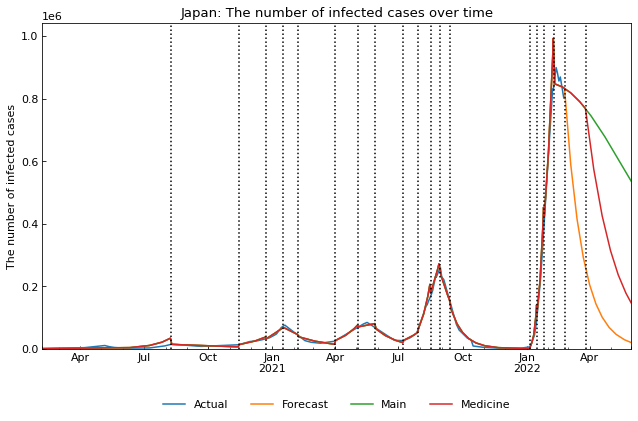 Japan: The number of infected cases over time
1e6
1.0
0.8
0.6
0.4
0.2
0.0
The number of infected cases
Apr Jul Oct Jan Apr Jul Oct Jan Apr
2021 2022
Actual Forecast Main Medicine